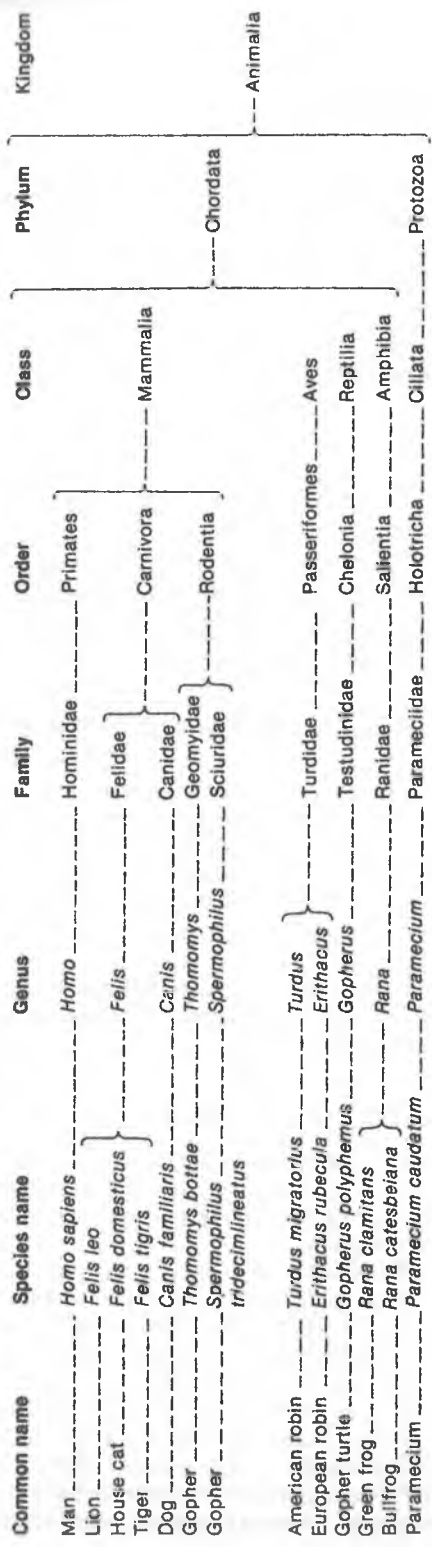 Common name Species name Genus Family Order Class Phylum Kingdom
Man Homo sapiens Homo Hominidae Primates
Lion Felis leo
House cat Felis domesticus Felis Felidae Carnivora Mammalia
Tiger Felis tigris
Dog Canis familiaris Canis Canidae
Gopher Thomomys bottae Thomomys Geomyidae Rodentia
Gopher Spermophilus Spermophilus Sciuridae
tridecimlineatus
Chordata
Animalia
American robin Turdus migratorius Turdus Turdidae Passeriformes Aves
European robin Erithacus rubecula Erithacus
Gopher turtle Gopherus polyphemus Gopherus Testudinidae Chelonia Reptilia
Green frog Rana clamitans
Bullfrog Rana catesbeiana Rana Ranidae Salientia Amphibia
Paramecium Paramecium caudatum Paramecium Parameciidae Holotricha Ciliata Protozoa